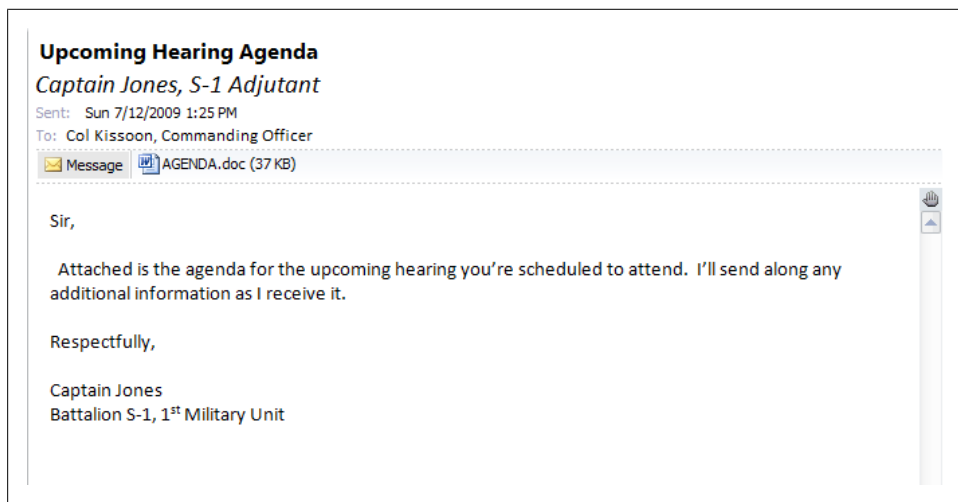 Upcoming Hearing Agenda
Captain Jones, S-1 Adjutant
Sent: Sun 7/12/2009 1:25 PM
To: Col Kissoon, Commanding Officer
Message AGENDA.doc (37 KB)
Sir,
Attached is the agenda for the upcoming hearing you're scheduled to attend. I'll send along any
additional information as I receive it.
Respectfully,
Captain Jones
Battalion S-1, 1st Military Unit